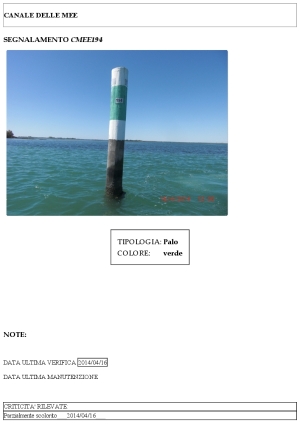 CANALE DELLE MEE
SEGNALAMENTO CMEE194
TIPOLOGIA: Palo
COLORE: verde
NOTE:
DATA ULTIMA VERIFICA 2014/04/16
DATA ULTIMA MANUTENZIONE
CRITICITA' RILEVATE
Parzialmente scolorito 2014/04/16